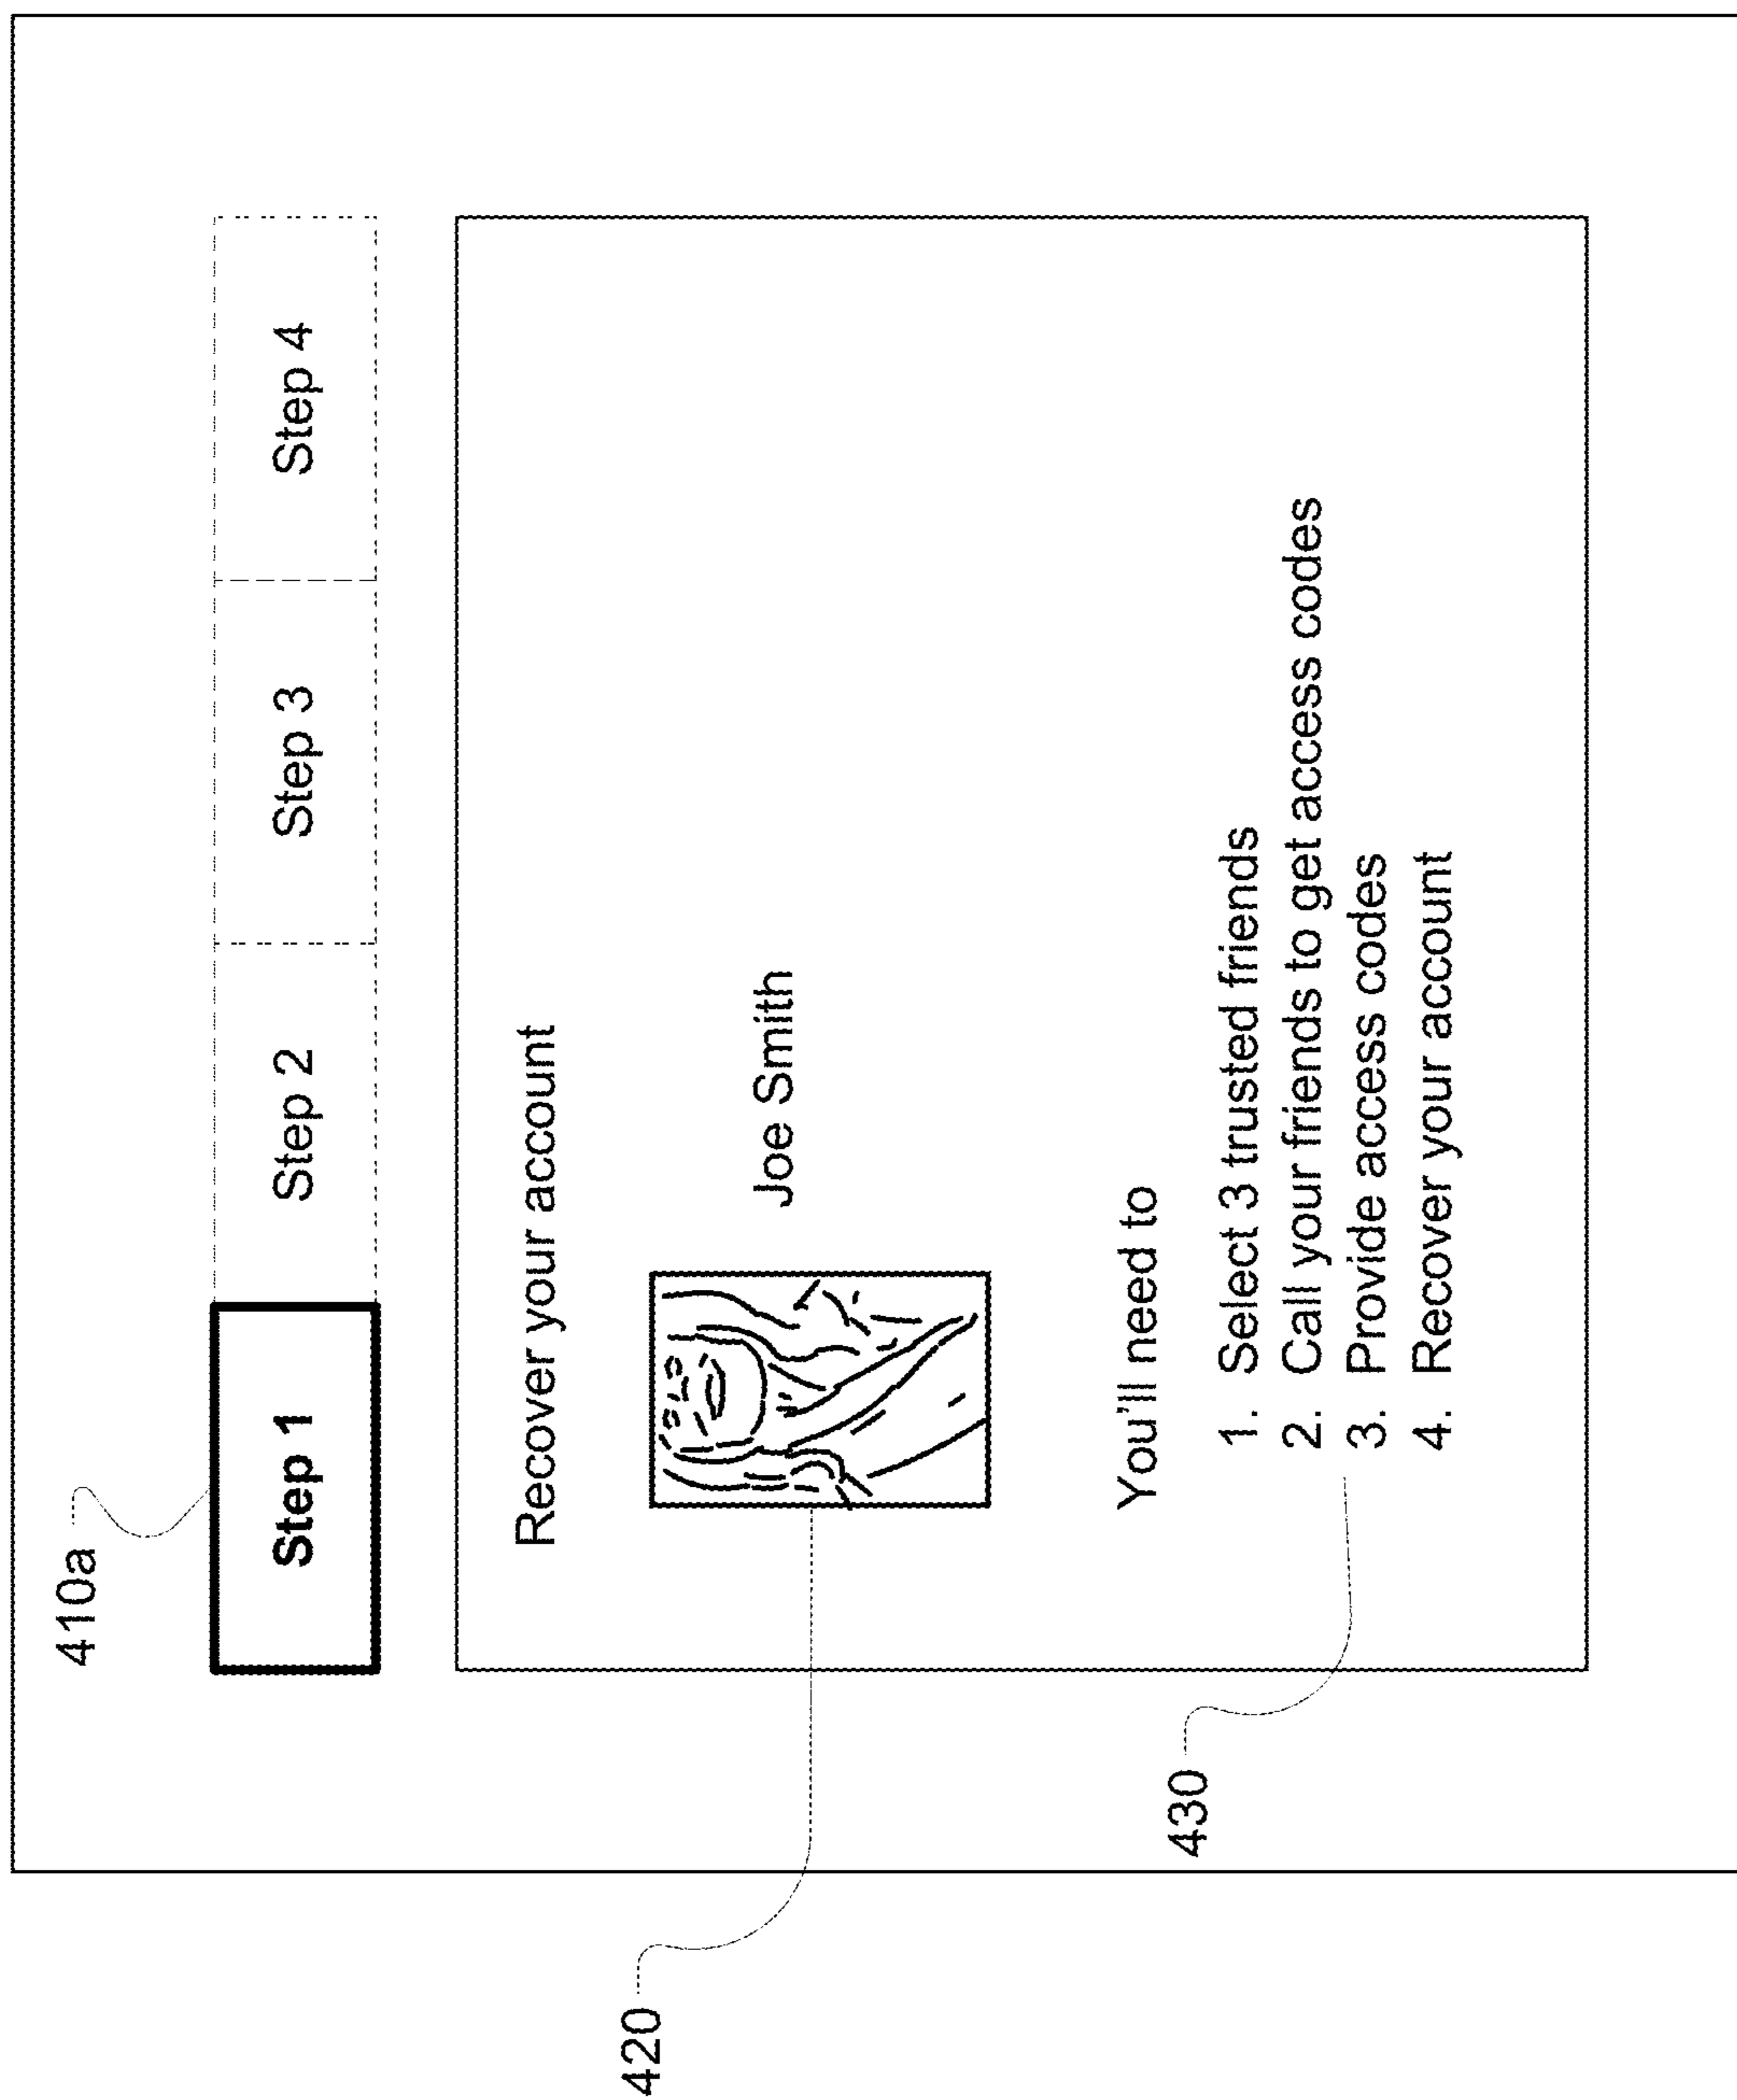 410a
Step 1 Step 2 Step 3 Step 4
Recover your account
420
Joe Smith
You'll need to
430
1. Select 3 trusted friends
2. Call your friends to get access codes
3. Provide access codes
4. Recover your account